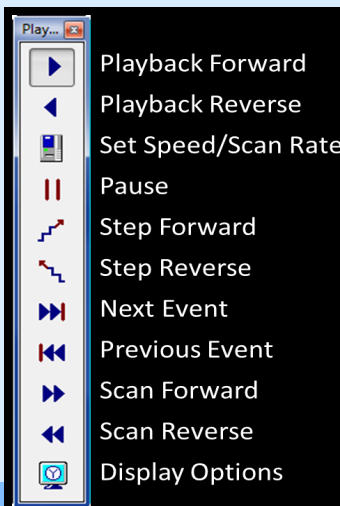 Play...
Playback Forward
Playback Reverse
Set Speed/Scan Rate
Pause
Step Forward
Step Reverse
Next Event
Previous Event
Scan Forward
Scan Reverse
Display Options